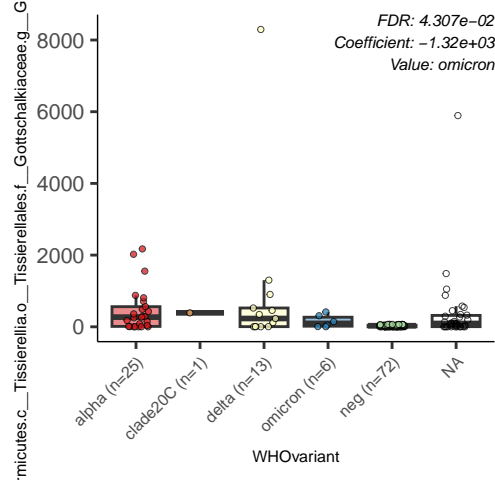 FDR: 4.307e−02
Coefficient: −1.32e+03
Value: omicron
rmicutes.c__Tissierellia.o__Tissierellales.f__Gottschalkiaceae.g__G
8000
6000
4000
2000
0
alpha (n=25)
clade20C (n=1)
delta (n=13)
omicron (n=6)
neg (n=72)
NA
WHOvariant